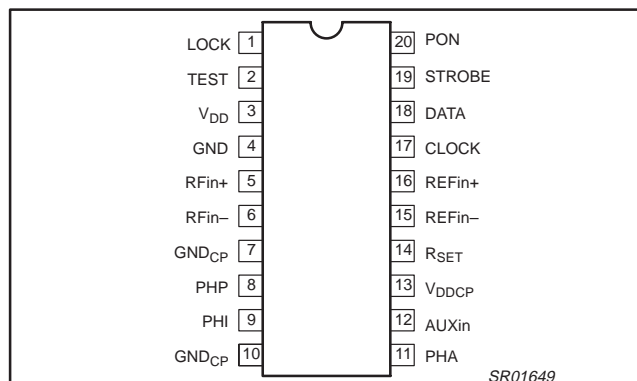 LOCK 1 20 PON
TEST 2 19 STROBE
VDD 3 18 DATA
GND 4 17 CLOCK
RFin+ 5 16 REFin+
RFin– 6 15 REFin–
GNDCP 7 14 RSET
PHP 8 13 VDDCP
PHI 9 12 AUXin
GNDCP 10 11 PHA
SR01649